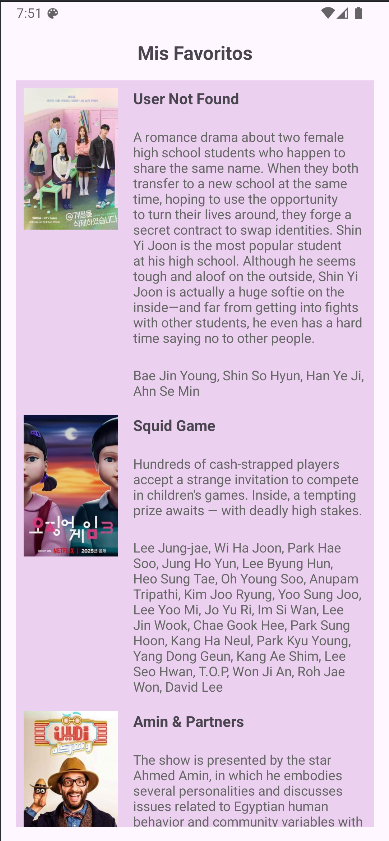 7:51
Mis Favoritos
User Not Found
A romance drama about two female
high school students who happen to
share the same name. When they both
transfer to a new school at the same
time, hoping to use the opportunity
to turn their lives around, they forge a
secret contract to swap identities. Shin
Yi Joon is the most popular student
at his high school. Although he seems
tough and aloof on the outside, Shin Yi
Joon is actually a huge softie on the
inside—and far from getting into fights
with other students, he even has a hard
time saying no to other people.
Bae Jin Young, Shin So Hyun, Han Ye Ji,
Ahn Se Min
Squid Game
Hundreds of cash-strapped players
accept a strange invitation to compete
in children's games. Inside, a tempting
prize awaits — with deadly high stakes.
Lee Jung-jae, Wi Ha Joon, Park Hae
Soo, Jung Ho Yun, Lee Byung Hun,
Heo Sung Tae, Oh Young Soo, Anupam
Tripathi, Kim Joo Ryung, Yoo Sung Joo,
Lee Yoo Mi, Jo Yu Ri, Im Si Wan, Lee
Jin Wook, Chae Gook Hee, Park Sung
Hoon, Kang Ha Neul, Park Kyu Young,
Yang Dong Geun, Kang Ae Shim, Lee
Seo Hwan, T.O.P, Won Ji An, Roh Jae
Won, David Lee
오징어게임3
NETFLIX
Amin & Partners
The show is presented by the star
Ahmed Amin, in which he embodies
several personalities and discusses
issues related to Egyptian human
behavior and community variables with
أمين